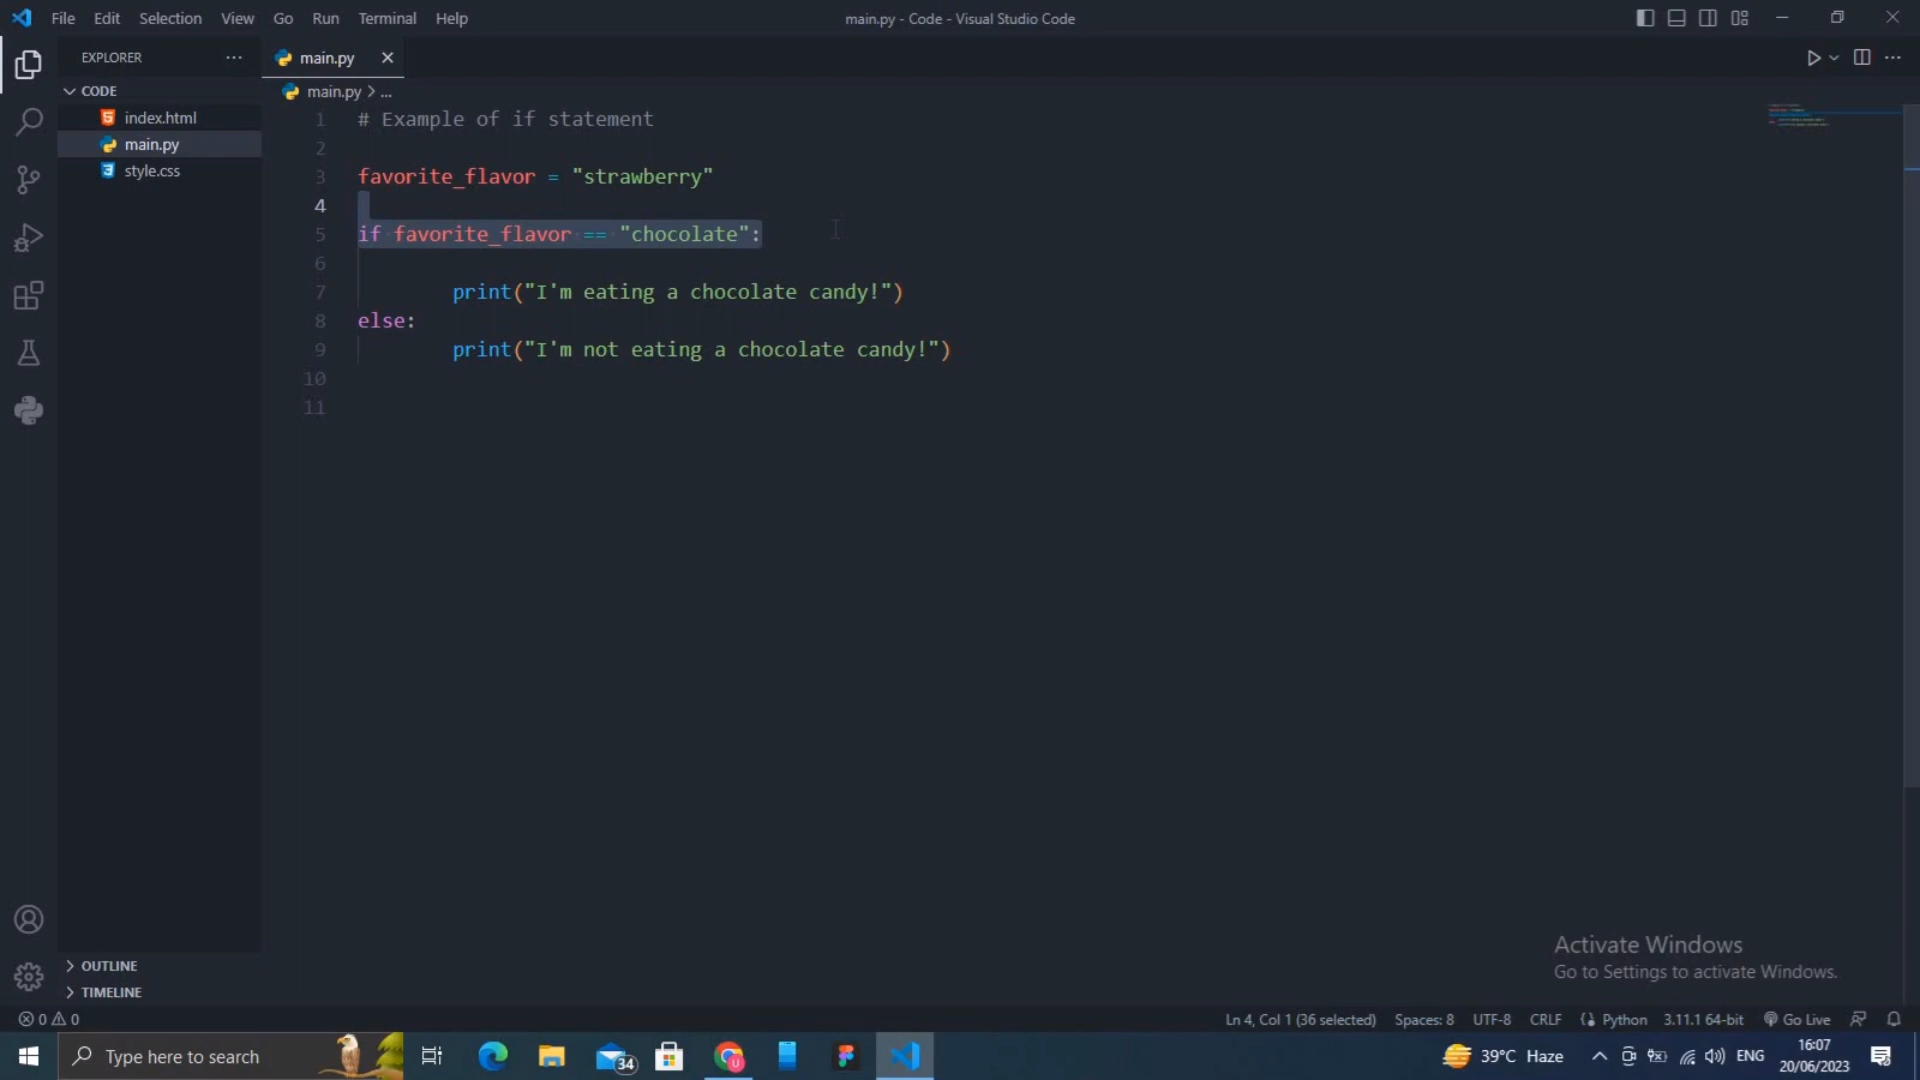 File Edit Selection View Go Run Terminal Help
main.py - Code - Visual Studio Code
EXPLORER
main.py
CODE
index.html
main.py
style.css
main.py > ...
1 # Example of if statement
2
3 favorite_flavor = "strawberry"
4
5 if favorite_flavor == "chocolate":
6
7 print("I'm eating a chocolate candy!")
8 else:
9 print("I'm not eating a chocolate candy!")
10
11
OUTLINE
TIMELINE
Activate Windows
Go to Settings to activate Windows.
0 0
Ln 4, Col 1 (36 selected) Spaces: 8 UTF-8 CRLF Python 3.11.1 64-bit Go Live
Type here to search
34
39°C Haze
ENG
16:07
20/06/2023